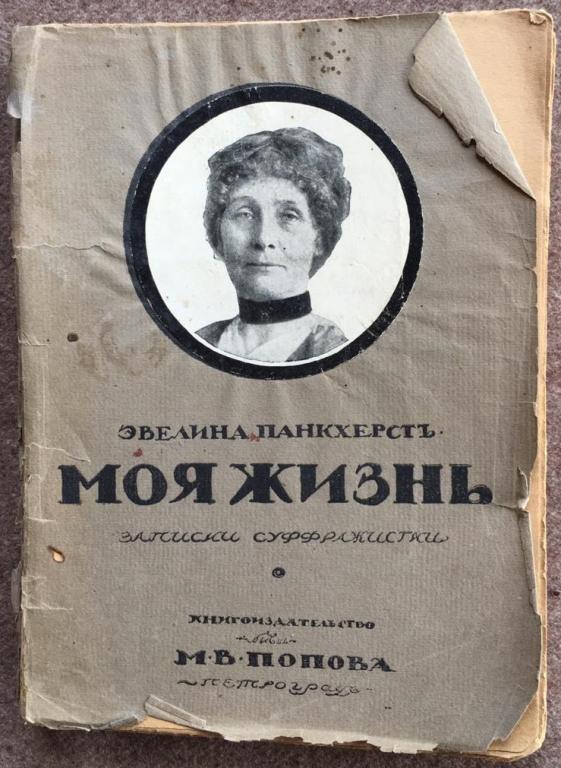 ЭВЕЛИНА ПАНКХЕРСТЪ.
МОЯ ЖИЗНЬ
ЗАПИСКИ СУФФРАЖИСТКИ
КНИГОИЗДАТЕЛЬСТВО
М·В·ПОПОВА
ПЕТРОГРАДЪ